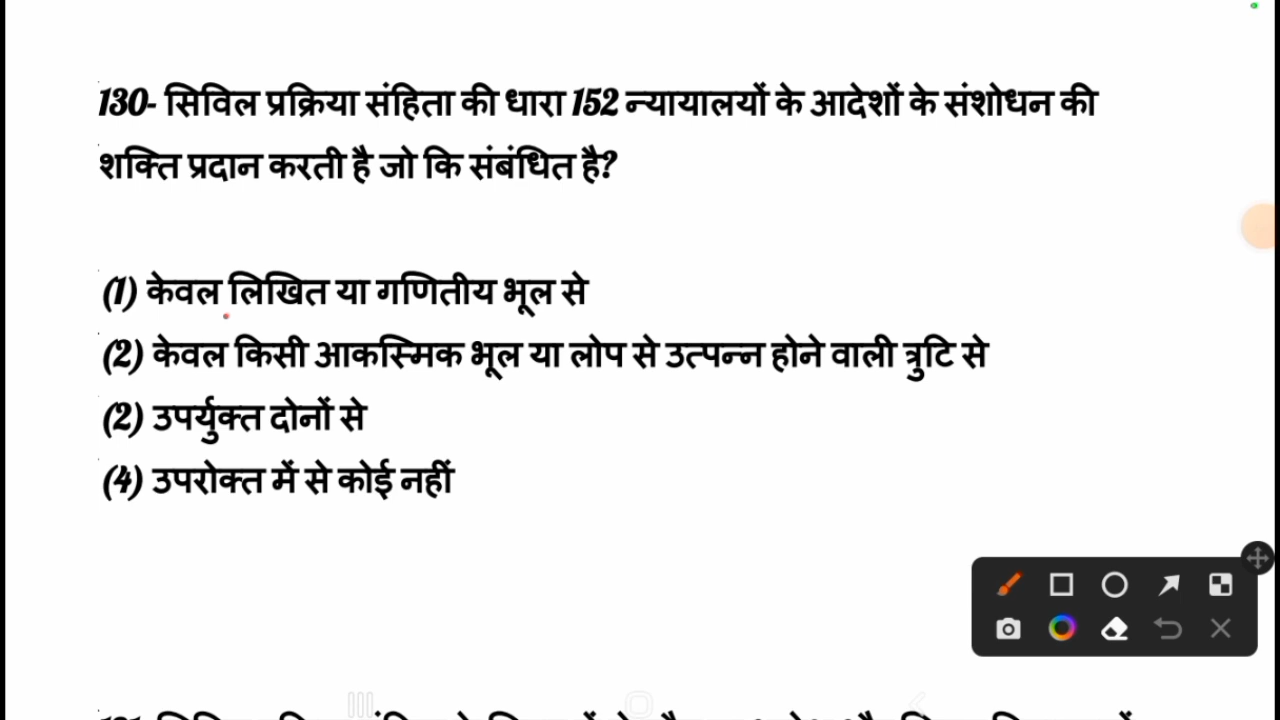 130- सिविल प्रक्रिया संहिता की धारा 152 न्यायालयों के आदेशों के संशोधन की
शक्ति प्रदान करती है जो कि संबंधित है?
(1) केवल लिखित या गणितीय भूल से
(2) केवल किसी आकस्मिक भूल या लोप से उत्पन्न होने वाली त्रुटि से
(2) उपर्युक्त दोनों से
(4) उपरोक्त में से कोई नहीं